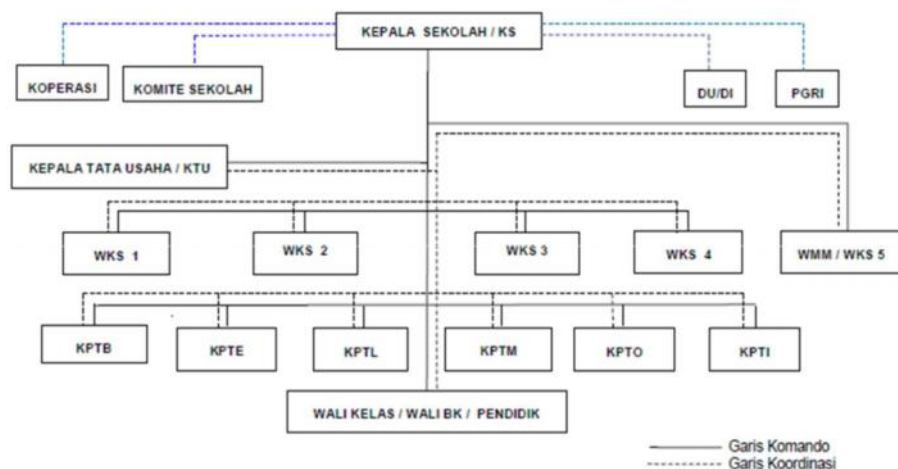 KEPALA SEKOLAH / KS
KOPERASI
KOMITE SEKOLAH
DU/DI
PGRI
KEPALA TATA USAHA / KTU
WKS 1
WKS 2
WKS 3
WKS 4
WMM / WKS 5
KPTB
KPTE
KPTL
KPTM
KPTO
KPTI
WALI KELAS / WALI BK / PENDIDIK
Garis Komando
Garis Koordinasi